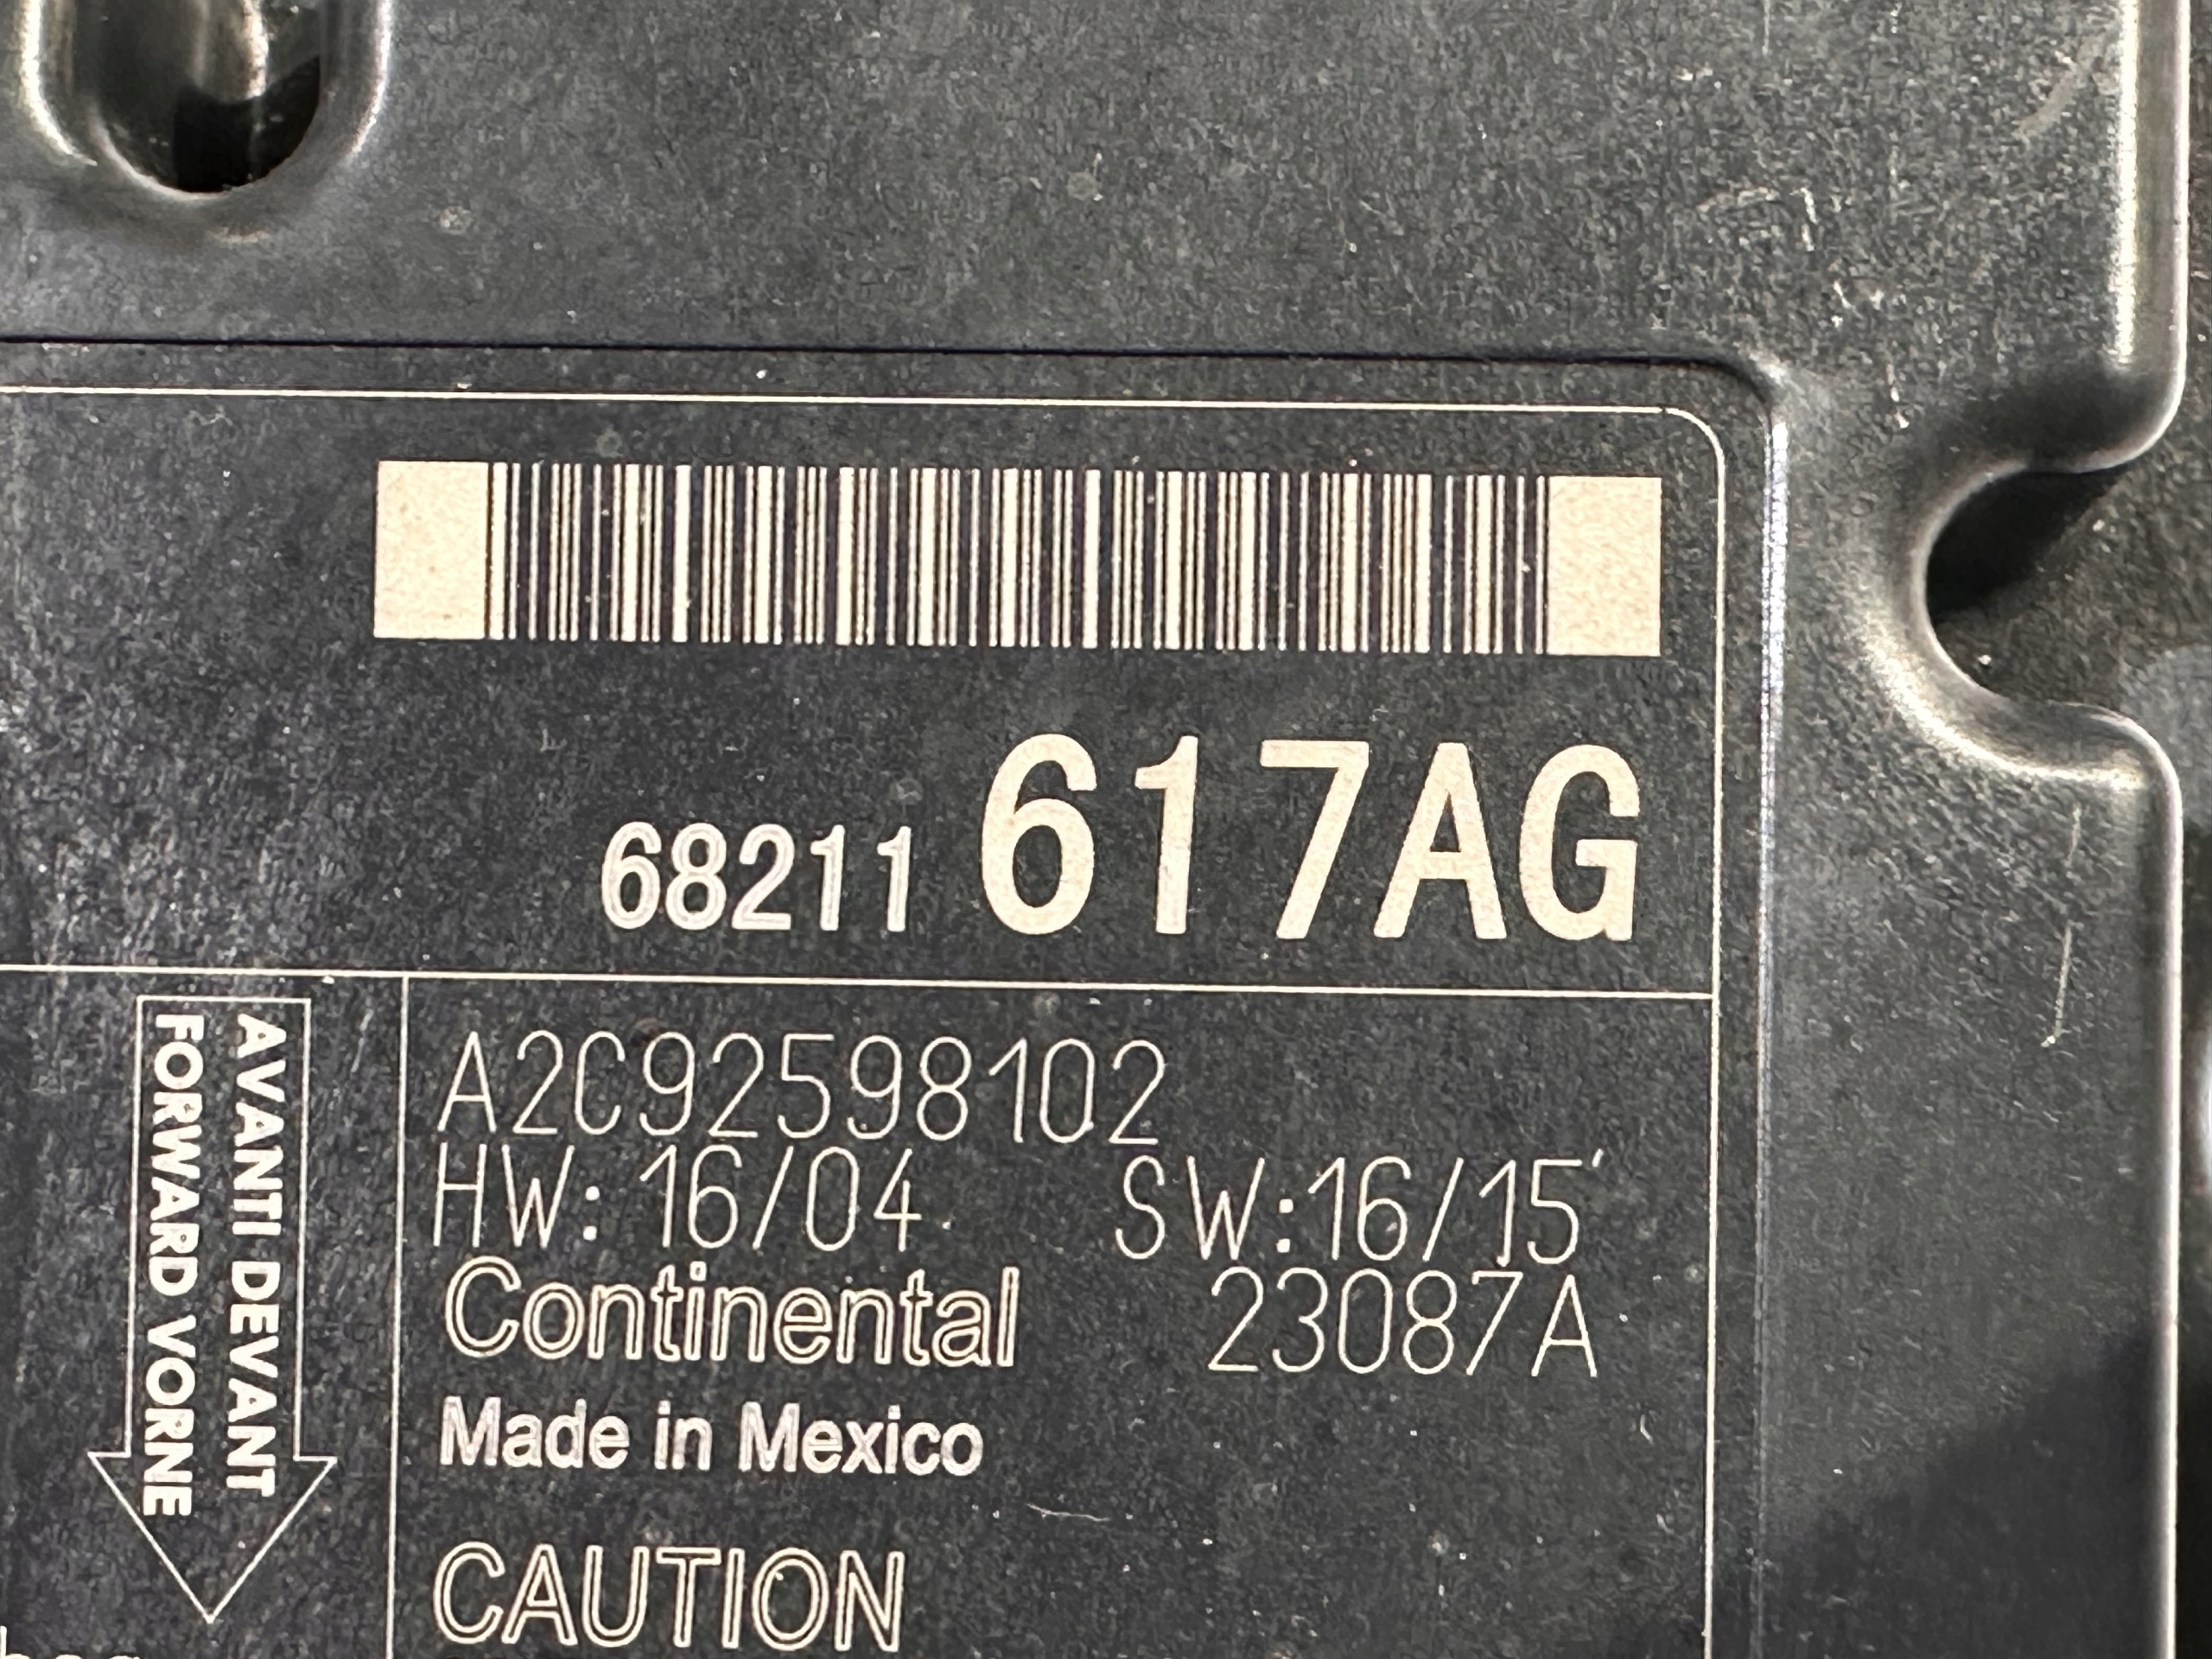 68211 617AG
AVANTI DEVANT
FORWARD VORNE
A2C92598102
HW: 16/04 SW:16/15
Continental 23087A
Made in Mexico
CAUTION